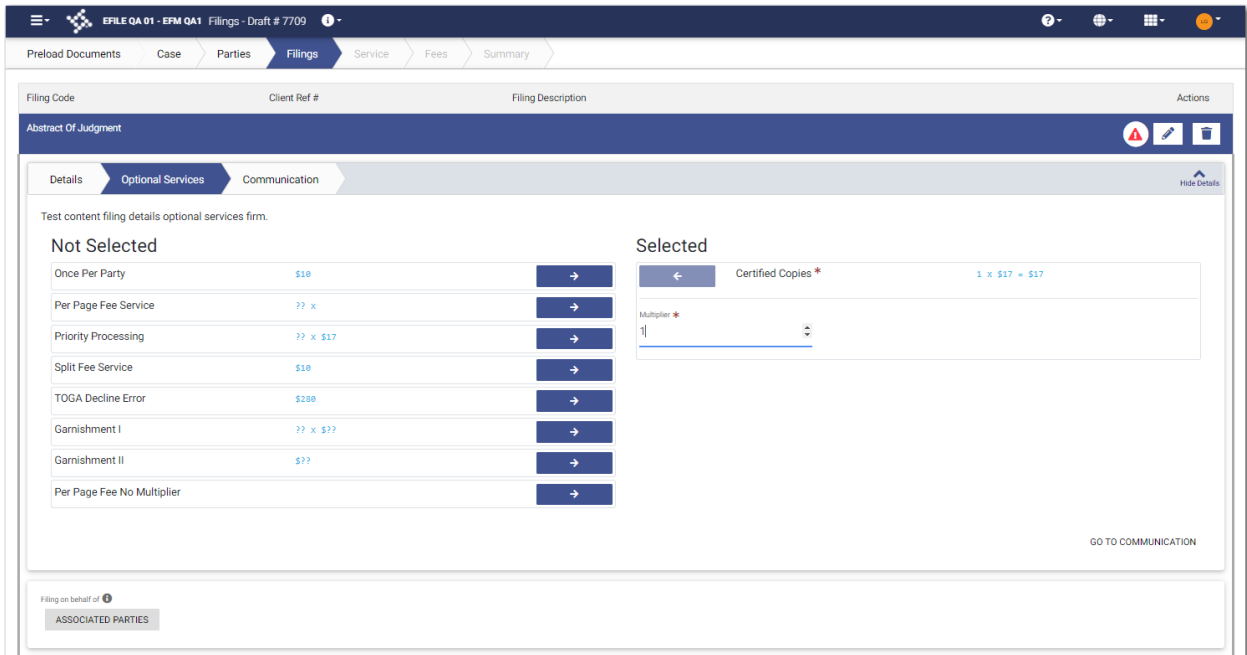 EFILE QA 01 - EFM QA1 Filings - Draft # 7709
Preload Documents Case Parties Filings Service Fees Summary
Filing Code Client Ref # Filing Description Actions
Abstract Of Judgment
Details Optional Services Communication
Hide Details
Test content filing details optional services firm.
Not Selected
Once Per Party $10
Per Page Fee Service ?? x
Priority Processing ?? x $17
Split Fee Service $10
TOGA Decline Error $280
Garnishment I ?? x $??
Garnishment II $??
Per Page Fee No Multiplier
Selected
Certified Copies * 1 x $17 = $17
Multiplier *
1
GO TO COMMUNICATION
Filing on behalf of
ASSOCIATED PARTIES